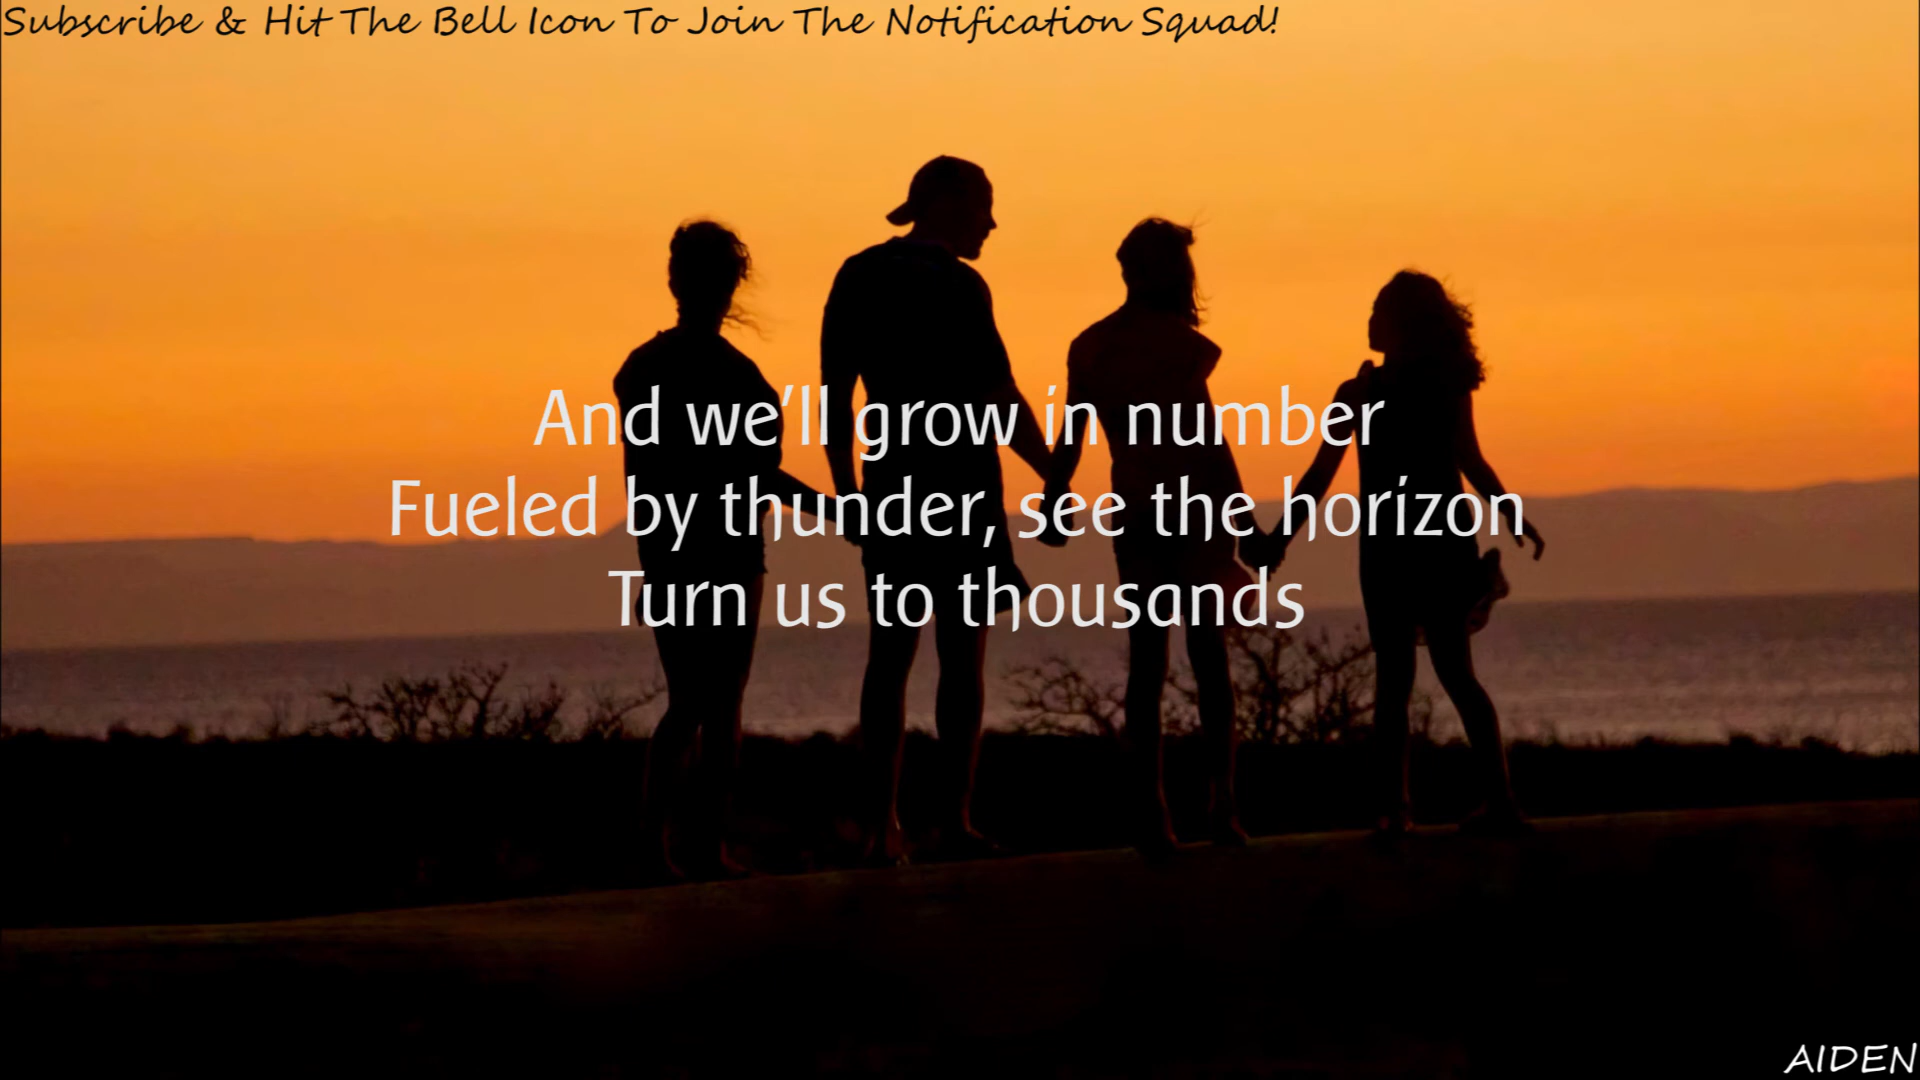 Subscribe & Hit The Bell Icon To Join The Notification Squad!
And we'll grow in number
Fueled by thunder, see the horizon
Turn us to thousands
AIDEN